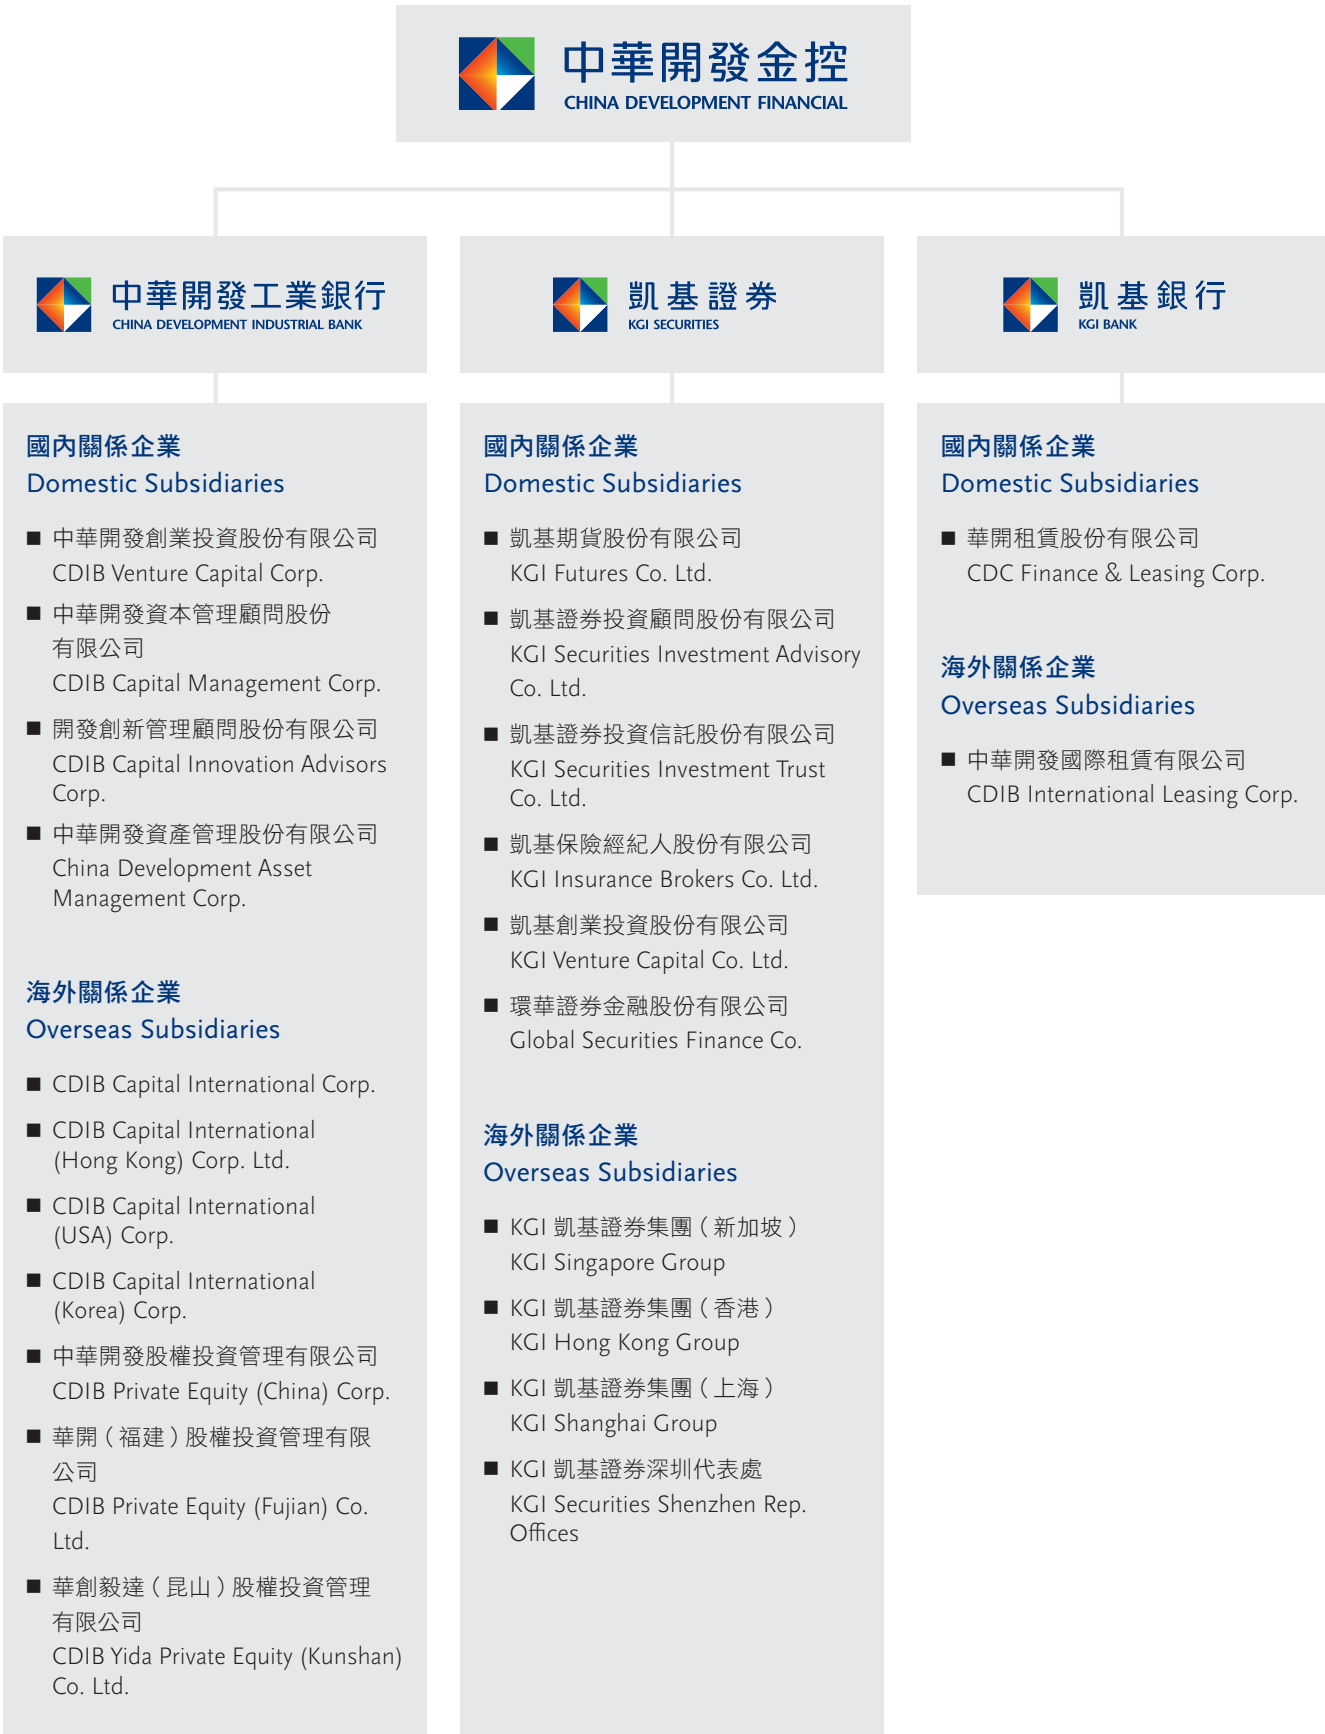 中華開發金控
CHINA DEVELOPMENT FINANCIAL
中華開發工業銀行
CHINA DEVELOPMENT INDUSTRIAL BANK
國內關係企業
Domestic Subsidiaries
■ 中華開發創業投資股份有限公司
CDIB Venture Capital Corp.
■ 中華開發資本管理顧問股份
有限公司
CDIB Capital Management Corp.
■ 開發創新管理顧問股份有限公司
CDIB Capital Innovation Advisors
Corp.
■ 中華開發資產管理股份有限公司
China Development Asset
Management Corp.
海外關係企業
Overseas Subsidiaries
■ CDIB Capital International Corp.
■ CDIB Capital International
(Hong Kong) Corp. Ltd.
■ CDIB Capital International
(USA) Corp.
■ CDIB Capital International
(Korea) Corp.
■ 中華開發股權投資管理有限公司
CDIB Private Equity (China) Corp.
■ 華開（福建）股權投資管理有限
公司
CDIB Private Equity (Fujian) Co.
Ltd.
■ 華創毅達（昆山）股權投資管理
有限公司
CDIB Yida Private Equity (Kunshan)
Co. Ltd.
凱基證券
KGI SECURITIES
國內關係企業
Domestic Subsidiaries
■ 凱基期貨股份有限公司
KGI Futures Co. Ltd.
■ 凱基證券投資顧問股份有限公司
KGI Securities Investment Advisory
Co. Ltd.
■ 凱基證券投資信託股份有限公司
KGI Securities Investment Trust
Co. Ltd.
■ 凱基保險經紀人股份有限公司
KGI Insurance Brokers Co. Ltd.
■ 凱基創業投資股份有限公司
KGI Venture Capital Co. Ltd.
■ 環華證券金融股份有限公司
Global Securities Finance Co.
海外關係企業
Overseas Subsidiaries
■ KGI 凱基證券集團（新加坡）
KGI Singapore Group
■ KGI 凱基證券集團（香港）
KGI Hong Kong Group
■ KGI 凱基證券集團（上海）
KGI Shanghai Group
■ KGI 凱基證券深圳代表處
KGI Securities Shenzhen Rep.
Offices
凱基銀行
KGI BANK
國內關係企業
Domestic Subsidiaries
■ 華開租賃股份有限公司
CDC Finance & Leasing Corp.
海外關係企業
Overseas Subsidiaries
■ 中華開發國際租賃有限公司
CDIB International Leasing Corp.